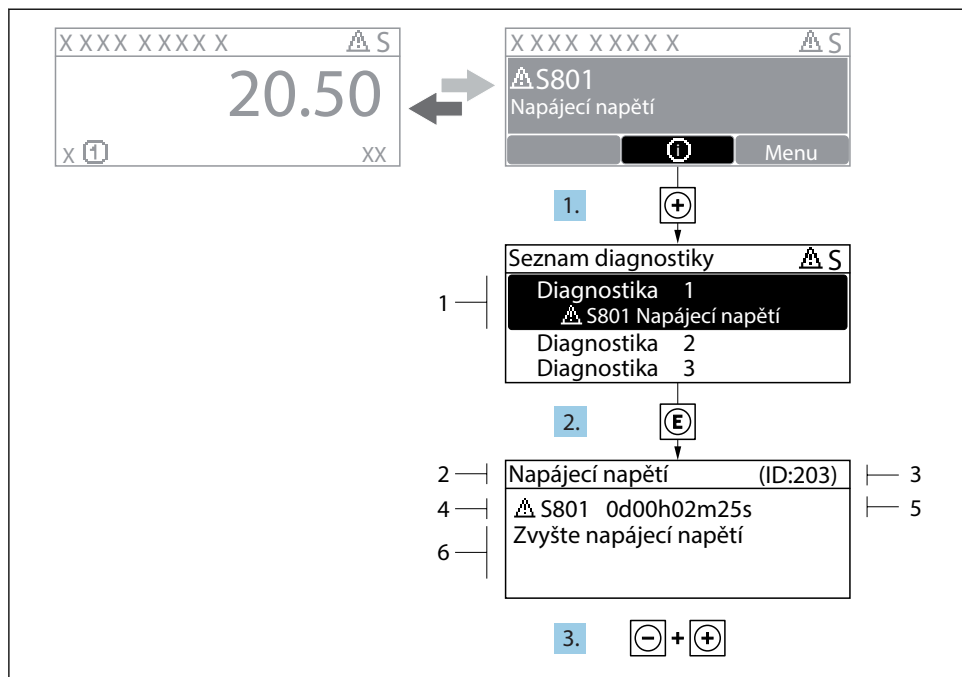 X XXXX XXXXX X ⚠ S
20.50
X 1 XX
X XXXX XXXXX X ⚠ S
⚠S801
Napájecí napětí
i Menu
1. +
Seznam diagnostiky ⚠ S
1
Diagnostika 1
⚠ S801 Napájecí napětí
Diagnostika 2
Diagnostika 3
2. E
2 Napájecí napětí (ID:203) 3
4 ⚠ S801 0d00h02m25s 5
6 Zvyšte napájecí napětí
3. - + +